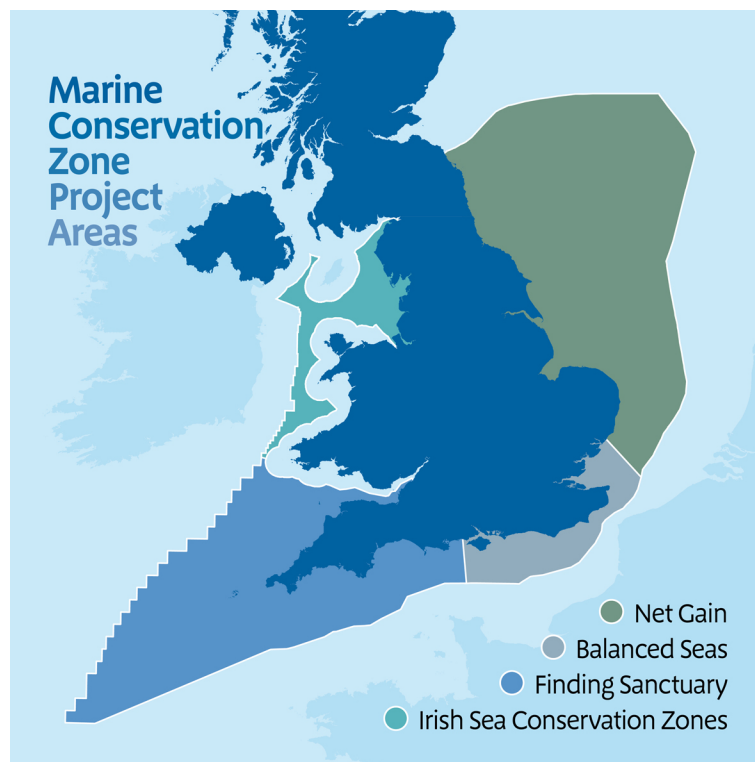 Marine
Conservation
Zone
Project
Areas
Net Gain
Balanced Seas
Finding Sanctuary
Irish Sea Conservation Zones